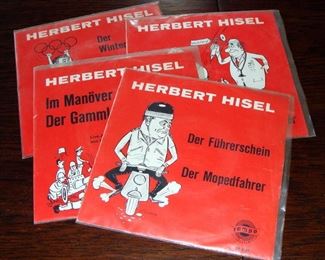 HERBERT HISEL
Der
Winter
HERBERT HISEL
HERBERT HISEL
Im Manöver
Der Gamml
HERBERT HISEL
Der Führerschein
Der Mopedfahrer
tempo